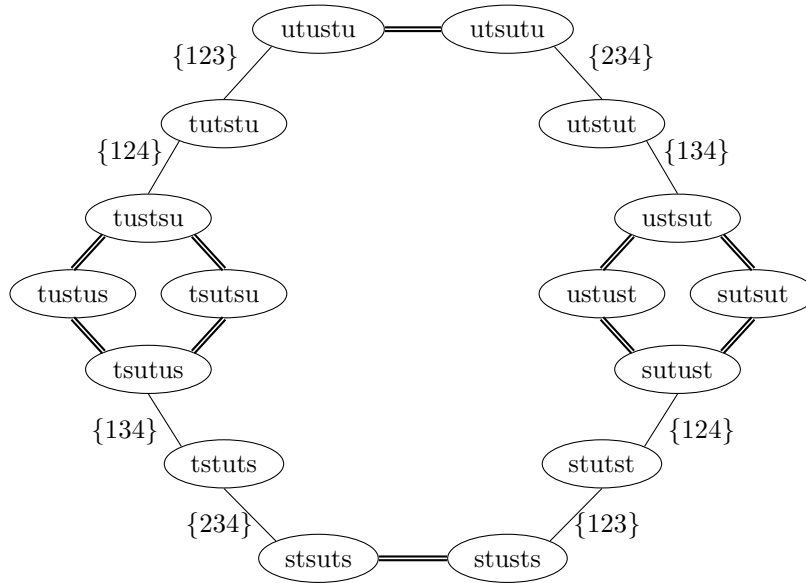 utustu utsutu
{123} {234}
tutstu utstut
{124} {134}
tustsu ustsut
tustus tsutsu ustust sutsut
tsutus sutust
{134} {124}
tstuts stutst
{234} {123}
stsuts stusts